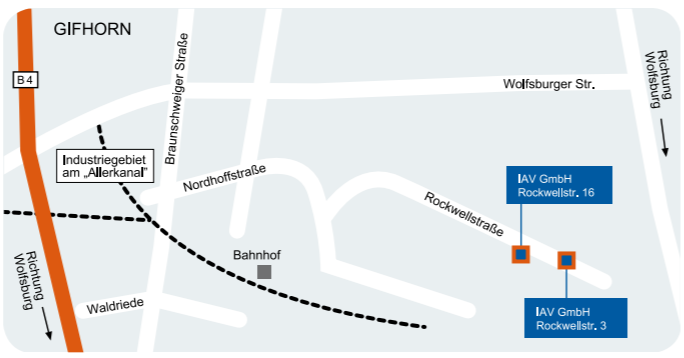 GIFHORN
B 4
Braunschweiger Straße
Wolfsburger Str.
Richtung
Wolfsburg
Industriegebiet
am „Allerkanal"
Nordhoffstraße
IAV GmbH
Rockwellstr. 16
Rockwellstraße
Bahnhof
Richtung
Wolfsburg
Waldriede
IAV GmbH
Rockwellstr. 3